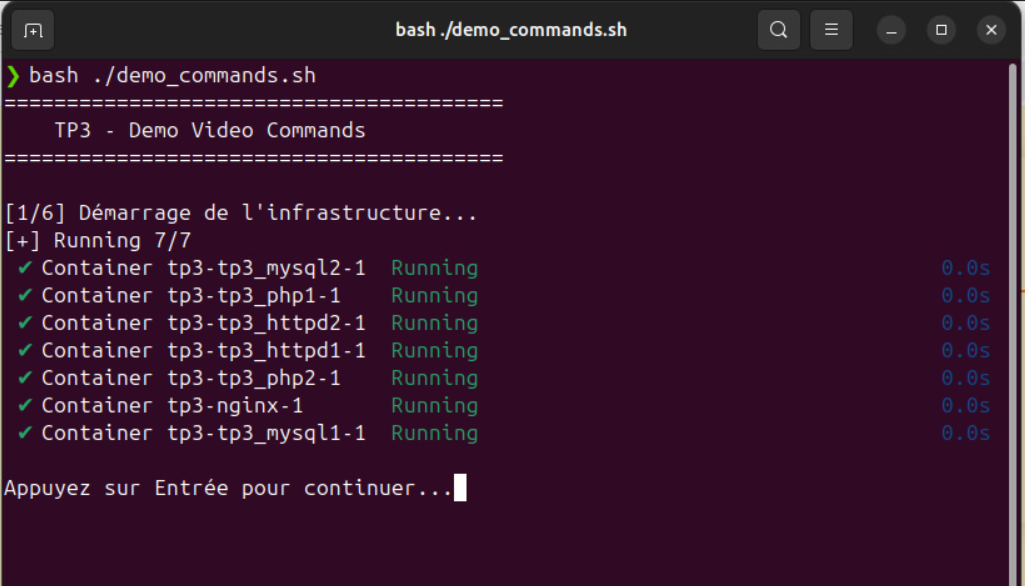 bash ./demo_commands.sh
❯ bash ./demo_commands.sh
========================================
    TP3 - Demo Video Commands
========================================
[1/6] Démarrage de l'infrastructure...
[+] Running 7/7
 ✔ Container tp3-tp3_mysql2-1  Running 0.0s
 ✔ Container tp3-tp3_php1-1    Running 0.0s
 ✔ Container tp3-tp3_httpd2-1  Running 0.0s
 ✔ Container tp3-tp3_httpd1-1  Running 0.0s
 ✔ Container tp3-tp3_php2-1    Running 0.0s
 ✔ Container tp3-nginx-1       Running 0.0s
 ✔ Container tp3-tp3_mysql1-1  Running 0.0s
Appuyez sur Entrée pour continuer...